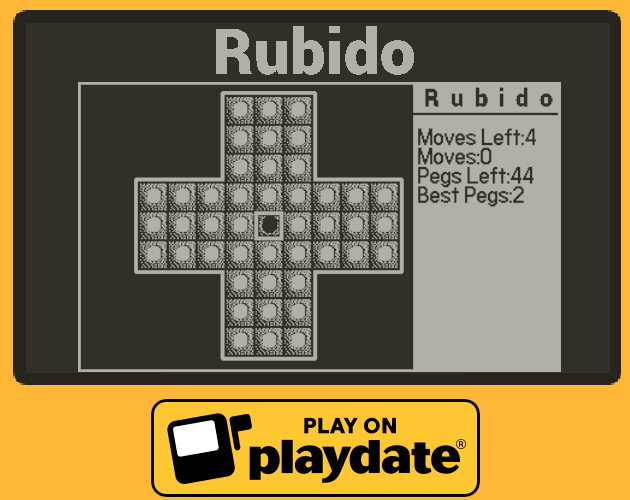 Rubido
Rubido
Moves Left:4
Moves:0
Pegs Left:44
Best Pegs:2
PLAY ON
playdate®